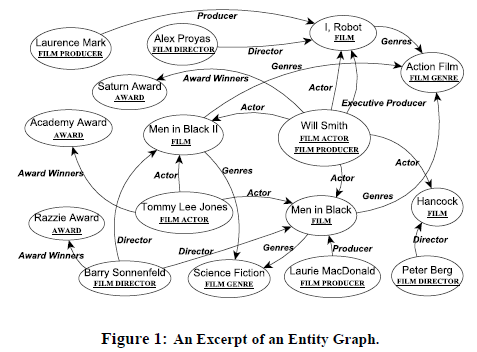 Producer
I, Robot
FILM
Laurence Mark
FILM PRODUCER
Alex Proyas
FILM DIRECTOR
Director
Genres
Action Film
FILM GENRE
Saturn Award
AWARD
Award Winners
Genres
Actor
Executive Producer
Academy Award
AWARD
Men in Black II
FILM
Actor
Will Smith
FILM ACTOR
FILM PRODUCER
Actor
Award Winners
Actor
Genres
Actor
Tommy Lee Jones
FILM ACTOR
Actor
Genres
Hancock
FILM
Razzie Award
AWARD
Men in Black
FILM
Award Winners
Director
Director
Genres
Producer
Director
Barry Sonnenfeld
FILM DIRECTOR
Science Fiction
FILM GENRE
Laurie MacDonald
FILM PRODUCER
Peter Berg
FILM DIRECTOR
Figure 1: An Excerpt of an Entity Graph.